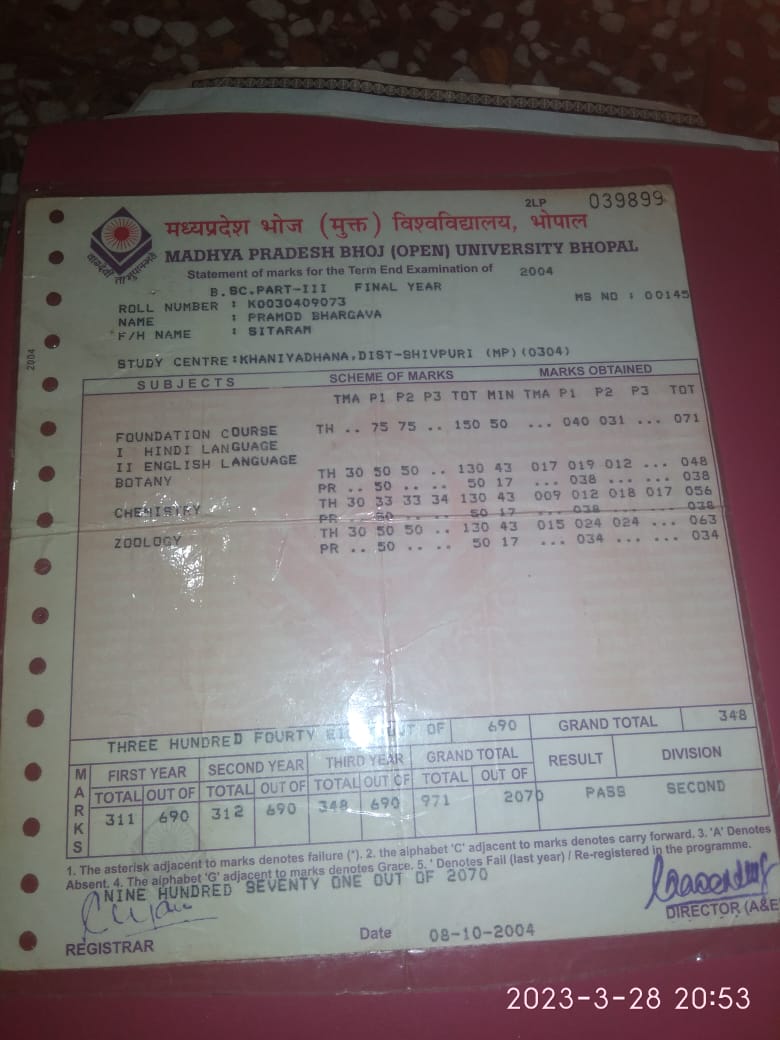 2LP 039899
मध्यप्रदेश भोज (मुक्त) विश्वविद्यालय, भोपाल
MADHYA PRADESH BHOJ (OPEN) UNIVERSITY BHOPAL
Statement of marks for the Term End Examination of 2004
B.SC.PART-III FINAL YEAR
MS NO : 00145
ROLL NUMBER : K0030409073
NAME : PRAMOD BHARGAVA
F/H NAME : SITARAM
2004
STUDY CENTRE:KHANIYADHANA,DIST-SHIVPURI (MP)(0304)
SUBJECTS SCHEME OF MARKS MARKS OBTAINED
TMA P1 P2 P3 TOT MIN TMA P1 P2 P3 TOT
FOUNDATION COURSE TH .. 75 75 .. 150 50 ... 040 031 ... 071
I HINDI LANGUAGE
II ENGLISH LANGUAGE
BOTANY TH 30 50 50 .. 130 43 017 019 012 ... 048
PR .. 50 .. .. 50 17 ... 038 ... ... 038
CHEMISTRY TH 30 33 33 34 130 43 009 012 018 017 056
PR .. 50 .. .. 50 17 ... 038 ... ... 038
ZOOLOGY TH 30 50 50 .. 130 43 015 024 024 ... 063
PR .. 50 .. .. 50 17 ... 034 ... ... 034
THREE HUNDRED FOURTY EIGHT OUT OF 690 GRAND TOTAL 348
MARKS FIRST YEAR SECOND YEAR THIRD YEAR GRAND TOTAL RESULT DIVISION
TOTAL OUT OF TOTAL OUT OF TOTAL OUT OF TOTAL OUT OF
311 690 312 690 348 690 971 2070 PASS SECOND
1. The asterisk adjacent to marks denotes failure (*). 2. the alphabet 'C' adjacent to marks denotes carry forward. 3. 'A' Denotes
Absent. 4. The alphabet 'G' adjacent to marks denotes Grace. 5. ' Denotes Fail (last year) / Re-registered in the programme.
NINE HUNDRED SEVENTY ONE OUT OF 2070
REGISTRAR
Date 08-10-2004
DIRECTOR (A&E
2023-3-28 20:53